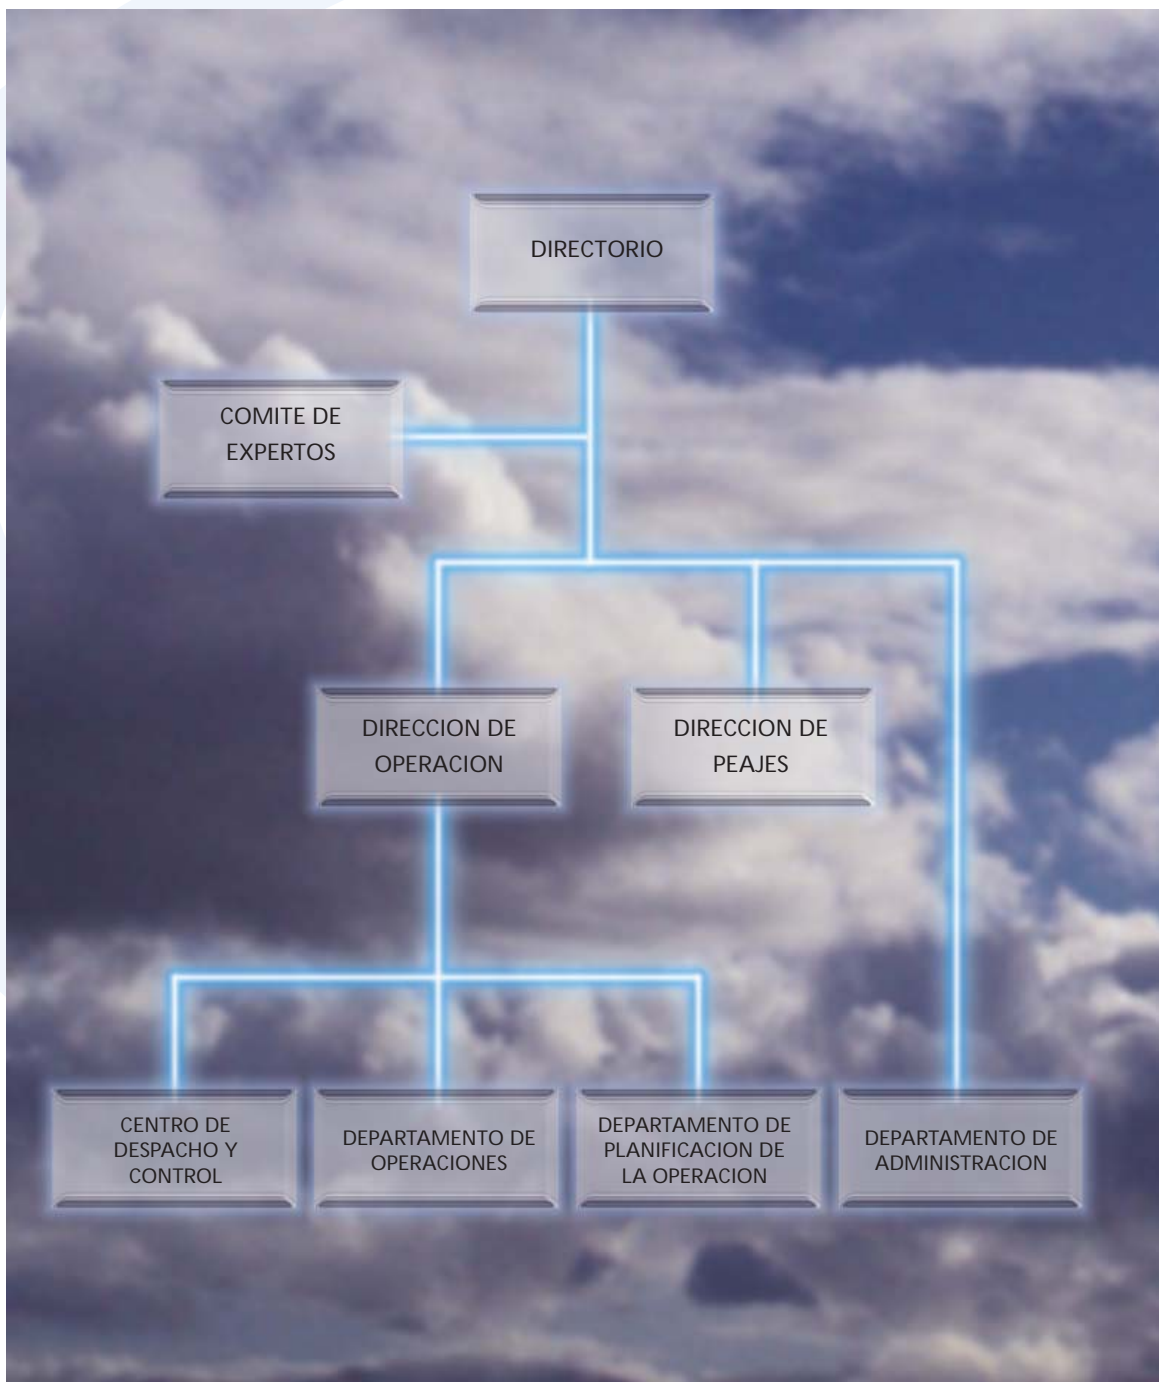 DIRECTORIO
COMITE DE
EXPERTOS
DIRECCION DE
OPERACION
DIRECCION DE
PEAJES
CENTRO DE
DESPACHO Y
CONTROL
DEPARTAMENTO DE
OPERACIONES
DEPARTAMENTO DE
PLANIFICACION DE
LA OPERACION
DEPARTAMENTO DE
ADMINISTRACION